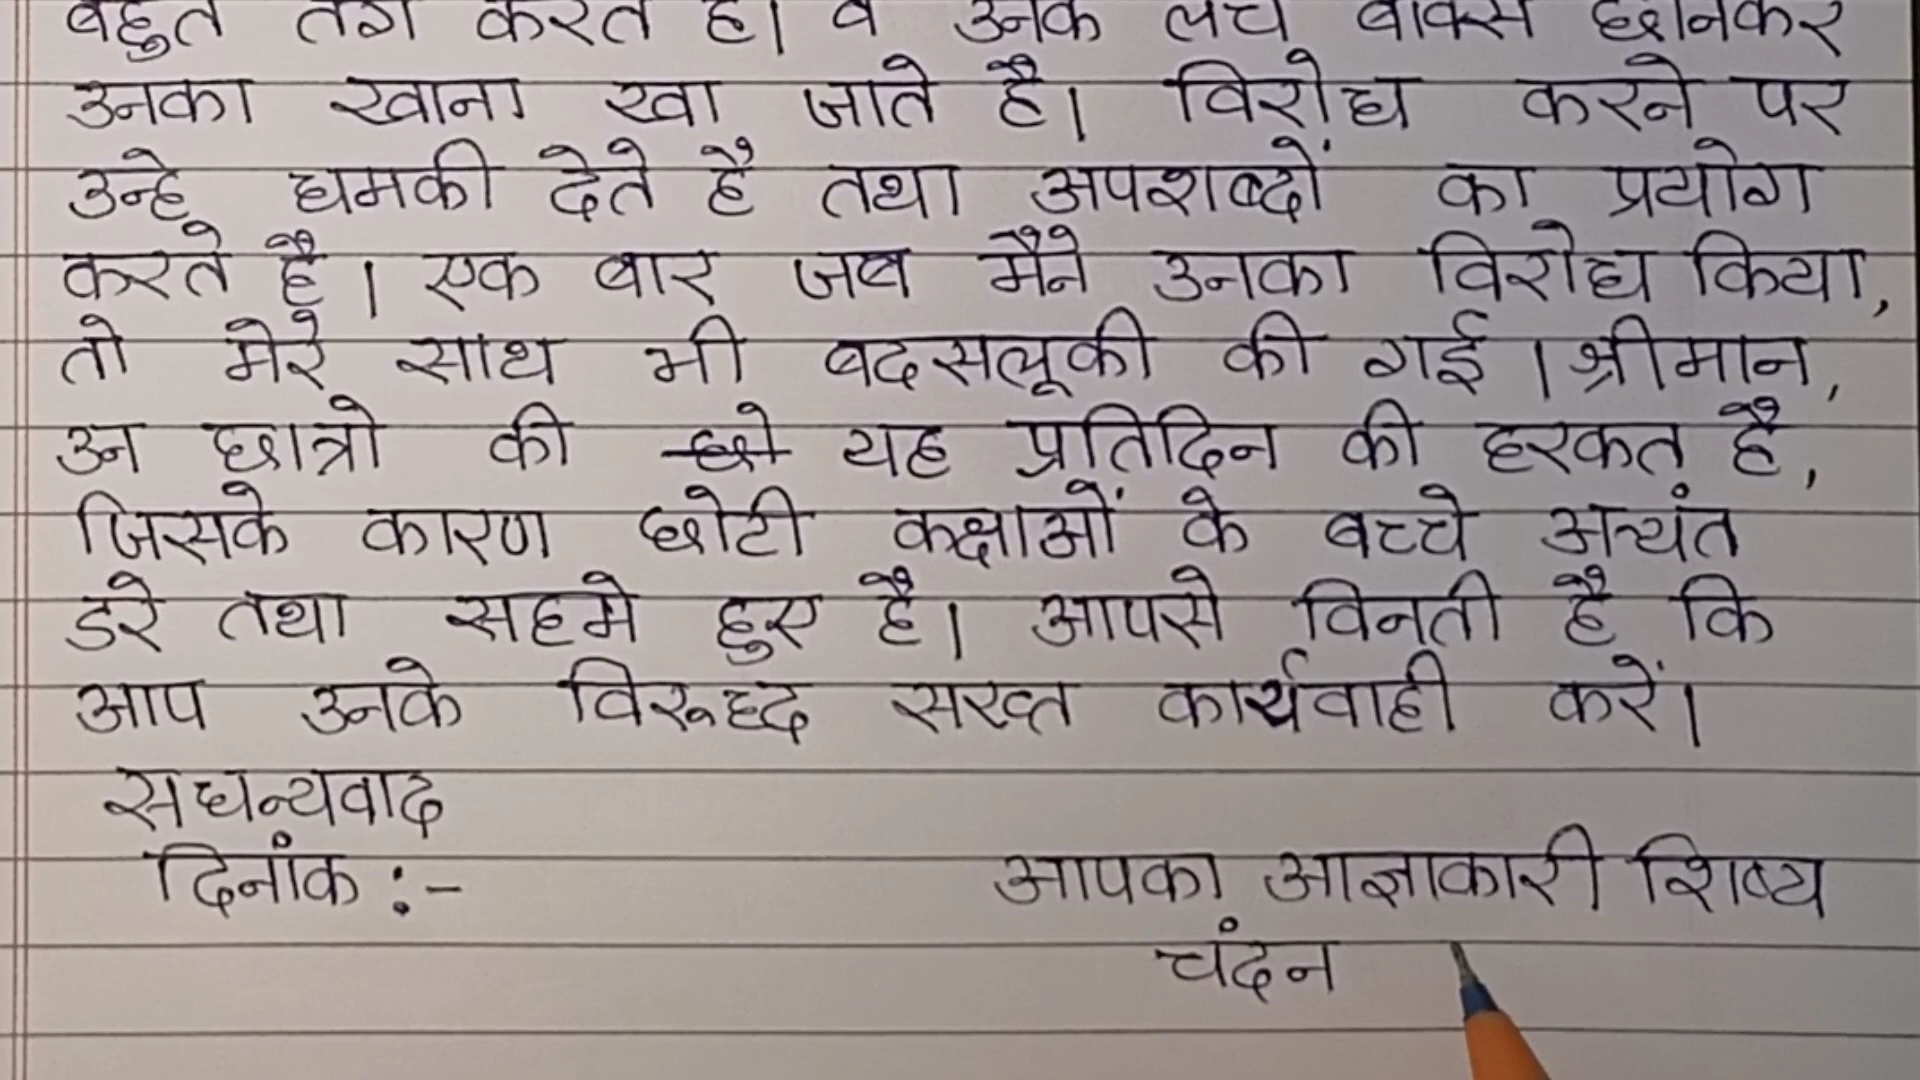 बहुत तंग करते है। वे उनके लंच बॉक्स छीनकर
उनका खाना खा जाते है। विरोध करने पर
उन्हे धमकी देते है तथा अपशब्दों का प्रयोग
करते है। एक बार जब मैने उनका विरोध किया,
तो मेरे साथ भी बदसलूकी की गई। श्रीमान,
उन छात्रो की छो यह प्रतिदिन की हरकत है,
जिसके कारण छोटी कक्षाओं के बच्चे अत्यंत
डरे तथा सहमे हुए है। आपसे विनती है कि
आप उनके विरूद्ध सख्त कार्यवाही करें।
सधन्यवाद
दिनांक :-
आपका आज्ञाकारी शिष्य
चंदन